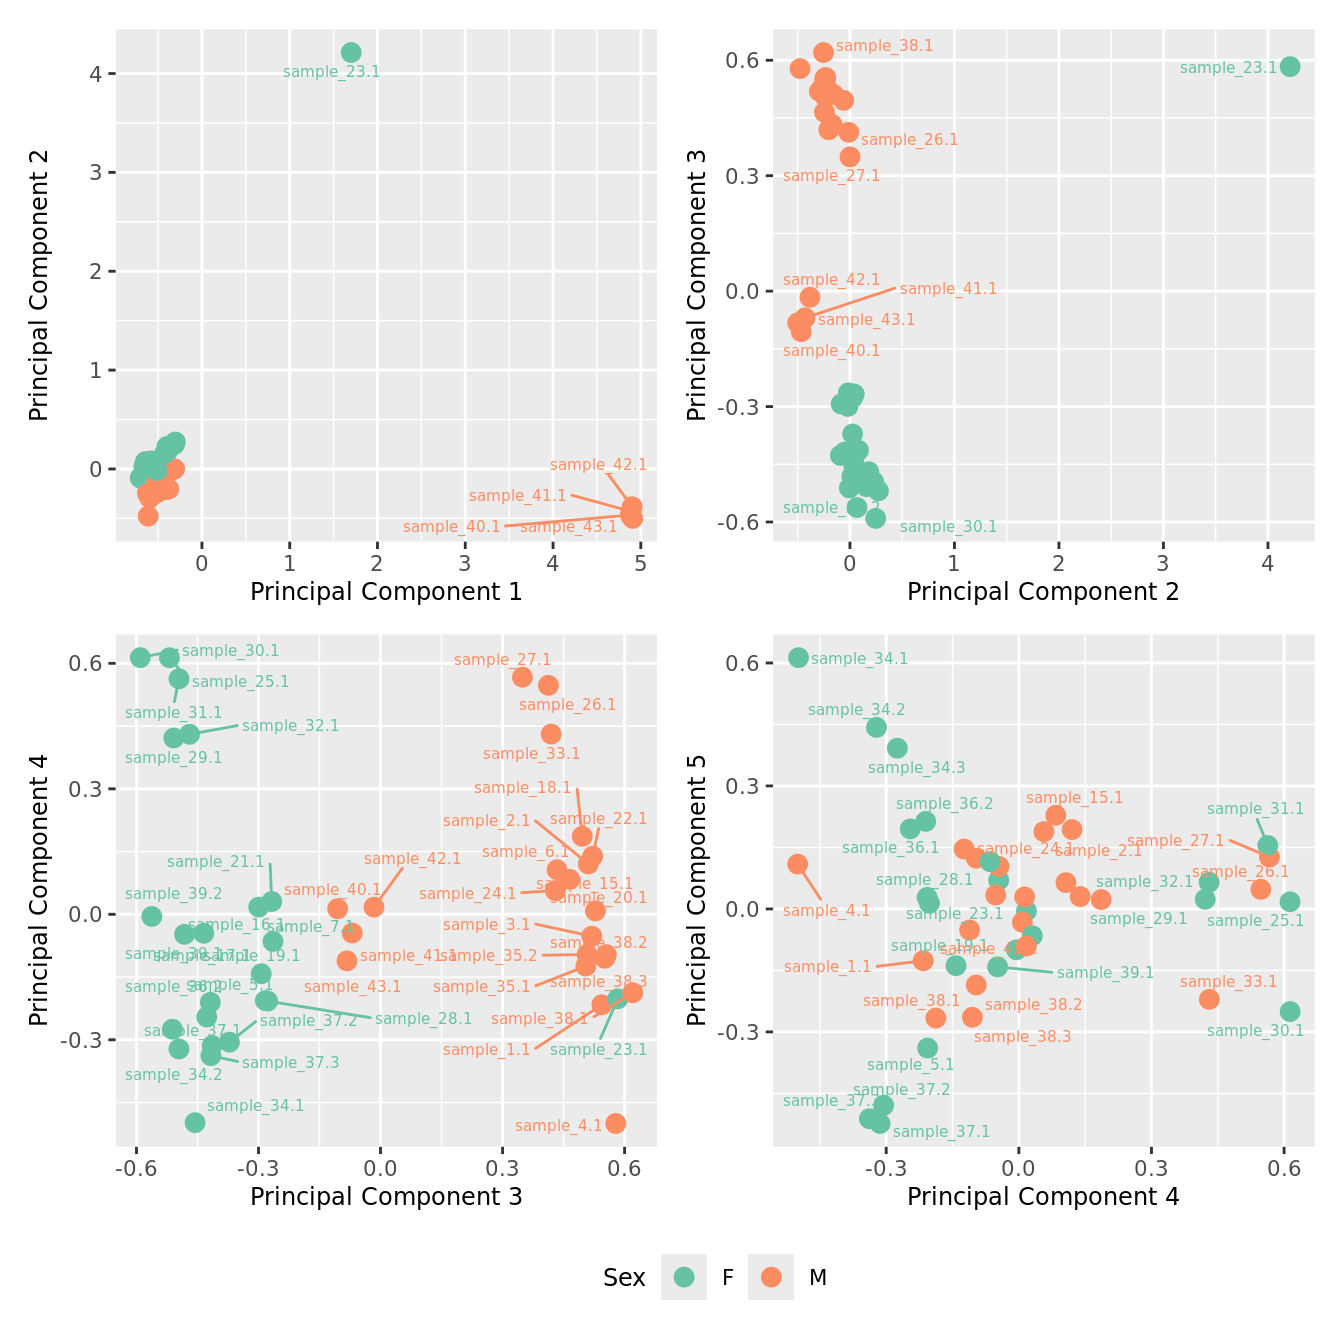 4
3
2
1
0
Principal Component 2
sample_23.1
sample_42.1
sample_41.1
sample_40.1
sample_43.1
0
1
2
3
4
5
Principal Component 1
0.6
0.3
0.0
-0.3
-0.6
Principal Component 3
sample_38.1
sample_23.1
sample_26.1
sample_27.1
sample_42.1
sample_41.1
sample_43.1
sample_40.1
sample_30.1
0
1
2
3
4
Principal Component 2
0.6
0.3
0.0
-0.3
Principal Component 4
sample_30.1
sample_25.1
sample_31.1
sample_32.1
sample_29.1
sample_27.1
sample_26.1
sample_33.1
sample_18.1
sample_2.1
sample_22.1
sample_6.1
sample_21.1
sample_42.1
sample_39.2
sample_40.1
sample_24.1
sample_15.1
sample_20.1
sample_16.1
sample_7.1
sample_3.1
sample_38.2
sample_39.1
sample_17.1
sample_19.1
sample_41.1
sample_35.2
sample_36.2
sample_5.1
sample_43.1
sample_35.1
sample_38.3
sample_37.1
sample_37.2
sample_28.1
sample_38.1
sample_37.3
sample_1.1
sample_23.1
sample_34.2
sample_34.1
sample_4.1
-0.6
-0.3
0.0
0.3
0.6
Principal Component 3
0.6
0.3
0.0
-0.3
Principal Component 5
sample_34.1
sample_34.2
sample_34.3
sample_36.2
sample_15.1
sample_31.1
sample_36.1
sample_24.1
sample_2.1
sample_27.1
sample_28.1
sample_32.1
sample_26.1
sample_4.1
sample_23.1
sample_29.1
sample_25.1
sample_19.1
sample_1.1
sample_39.1
sample_33.1
sample_38.1
sample_38.2
sample_38.3
sample_30.1
sample_5.1
sample_37.2
sample_37.1
-0.3
0.0
0.3
0.6
Principal Component 4
Sex
F
M